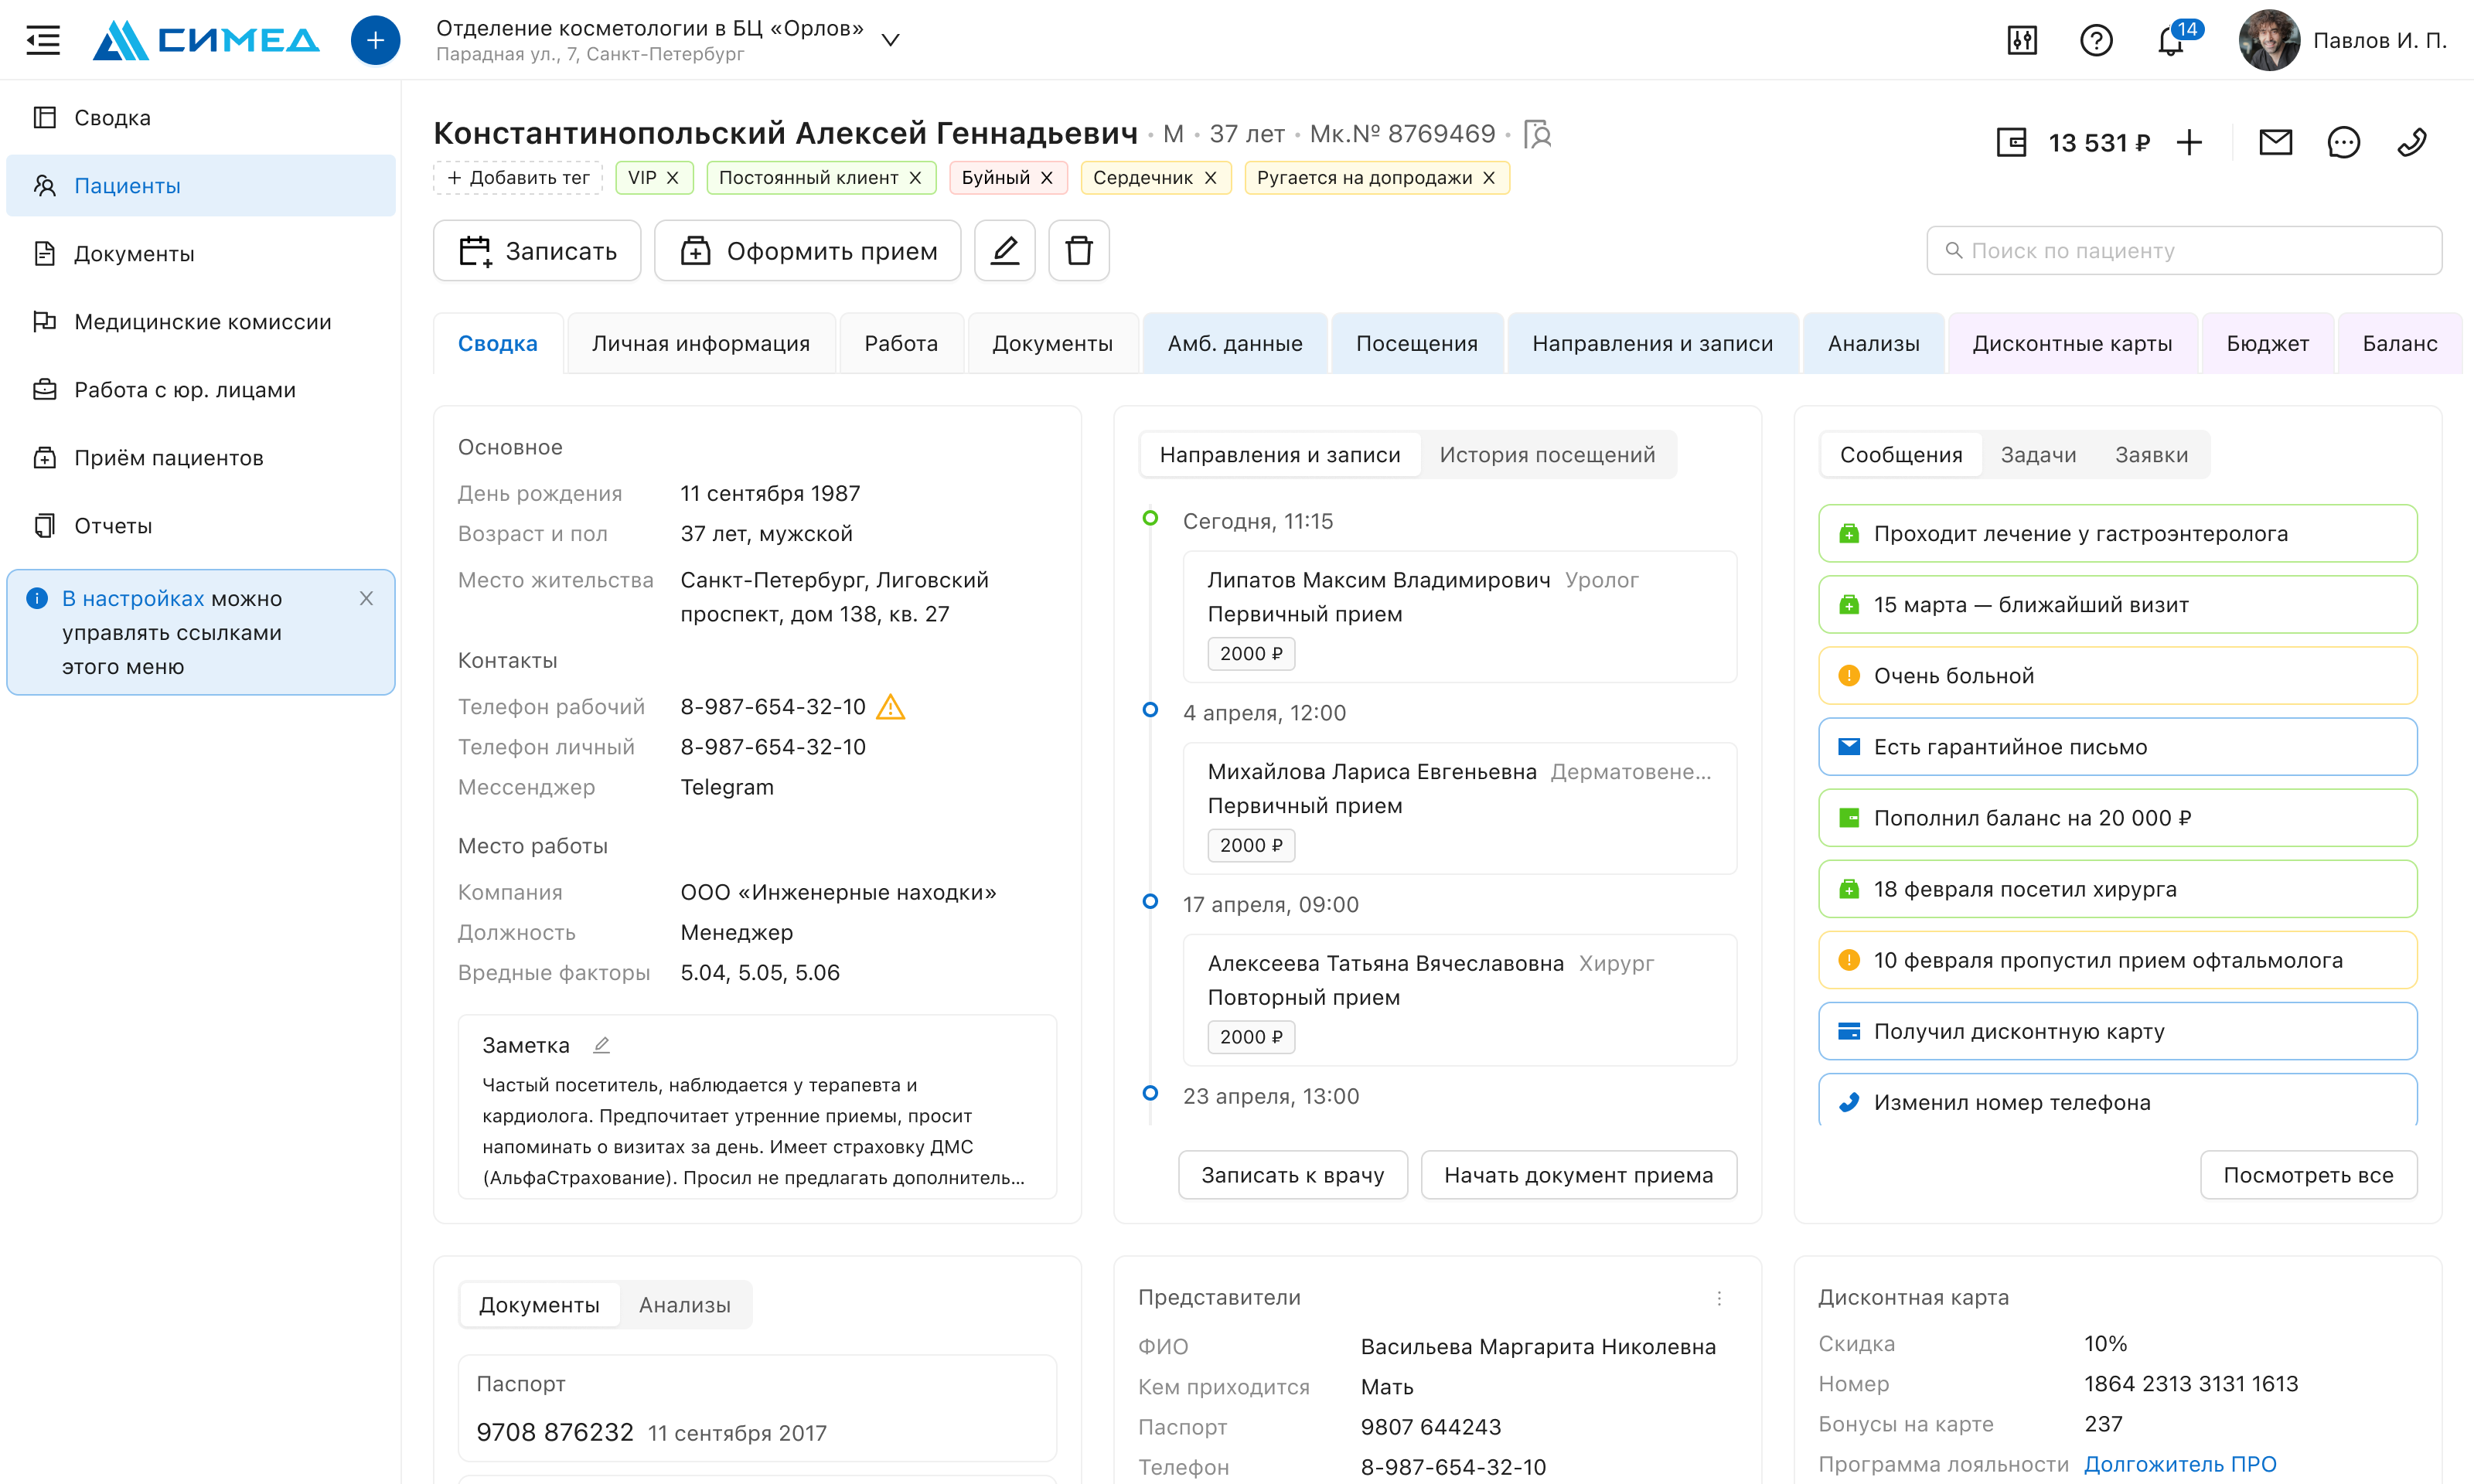 СИМЕД
Отделение косметологии в БЦ «Орлов»
Парадная ул., 7, Санкт-Петербург
14
Павлов И. П.
Сводка
Пациенты
Документы
Медицинские комиссии
Работа с юр. лицами
Приём пациентов
Отчеты
В настройках можно
управлять ссылками
этого меню
Константинопольский Алексей Геннадьевич · М · 37 лет · Мк.№ 8769469 ·
13 531 ₽
+ Добавить тег
VIP
Постоянный клиент
Буйный
Сердечник
Ругается на допродажи
Записать
Оформить прием
Поиск по пациенту
Сводка
Личная информация
Работа
Документы
Амб. данные
Посещения
Направления и записи
Анализы
Дисконтные карты
Бюджет
Баланс
Основное
День рождения 11 сентября 1987
Возраст и пол 37 лет, мужской
Место жительства Санкт-Петербург, Лиговский
проспект, дом 138, кв. 27
Контакты
Телефон рабочий 8-987-654-32-10
Телефон личный 8-987-654-32-10
Мессенджер Telegram
Место работы
Компания ООО «Инженерные находки»
Должность Менеджер
Вредные факторы 5.04, 5.05, 5.06
Заметка
Частый посетитель, наблюдается у терапевта и
кардиолога. Предпочитает утренние приемы, просит
напоминать о визитах за день. Имеет страховку ДМС
(АльфаСтрахование). Просил не предлагать дополнитель...
Направления и записи
История посещений
Сегодня, 11:15
Липатов Максим Владимирович Уролог
Первичный прием
2000 ₽
4 апреля, 12:00
Михайлова Лариса Евгеньевна Дерматовене...
Первичный прием
2000 ₽
17 апреля, 09:00
Алексеева Татьяна Вячеславовна Хирург
Повторный прием
2000 ₽
23 апреля, 13:00
Записать к врачу
Начать документ приема
Сообщения
Задачи
Заявки
Проходит лечение у гастроэнтеролога
15 марта — ближайший визит
Очень больной
Есть гарантийное письмо
Пополнил баланс на 20 000 ₽
18 февраля посетил хирурга
10 февраля пропустил прием офтальмолога
Получил дисконтную карту
Изменил номер телефона
Посмотреть все
Документы
Анализы
Паспорт
9708 876232 11 сентября 2017
Представители
ФИО Васильева Маргарита Николевна
Кем приходится Мать
Паспорт 9807 644243
Телефон 8-987-654-32-10
Дисконтная карта
Скидка 10%
Номер 1864 2313 3131 1613
Бонусы на карте 237
Программа лояльности Долгожитель ПРО